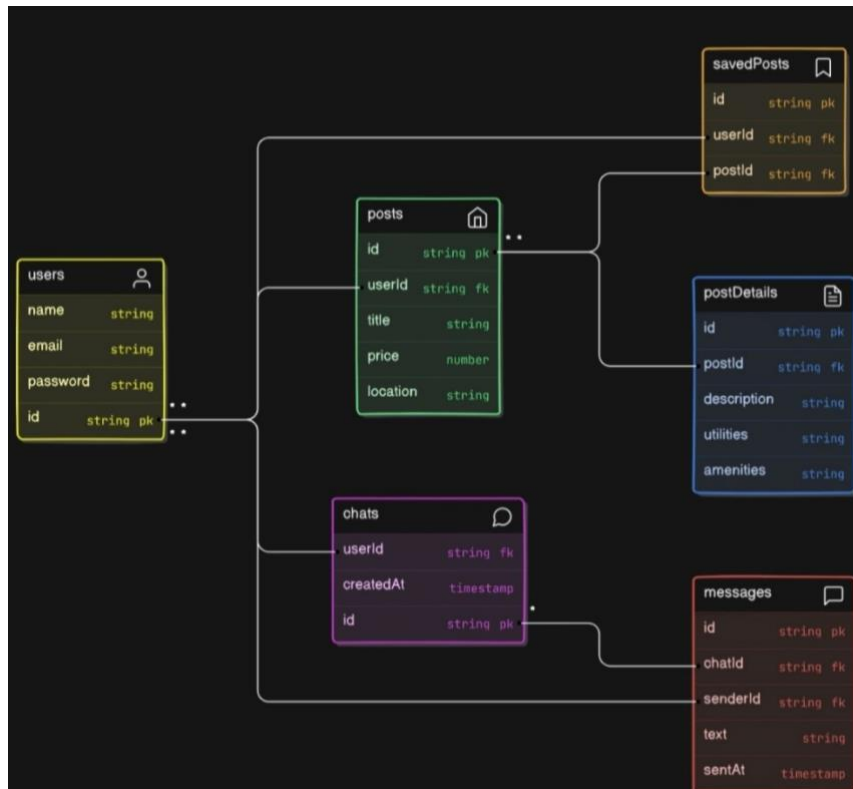 savedPosts
id string pk
userId string fk
postId string fk
posts
id string pk
userId string fk
title string
price number
location string
users
name string
email string
password string
id string pk
postDetails
id string pk
postId string fk
description string
utilities string
amenities string
chats
userId string fk
createdAt timestamp
id string pk
messages
id string pk
chatId string fk
senderId string fk
text string
sentAt timestamp